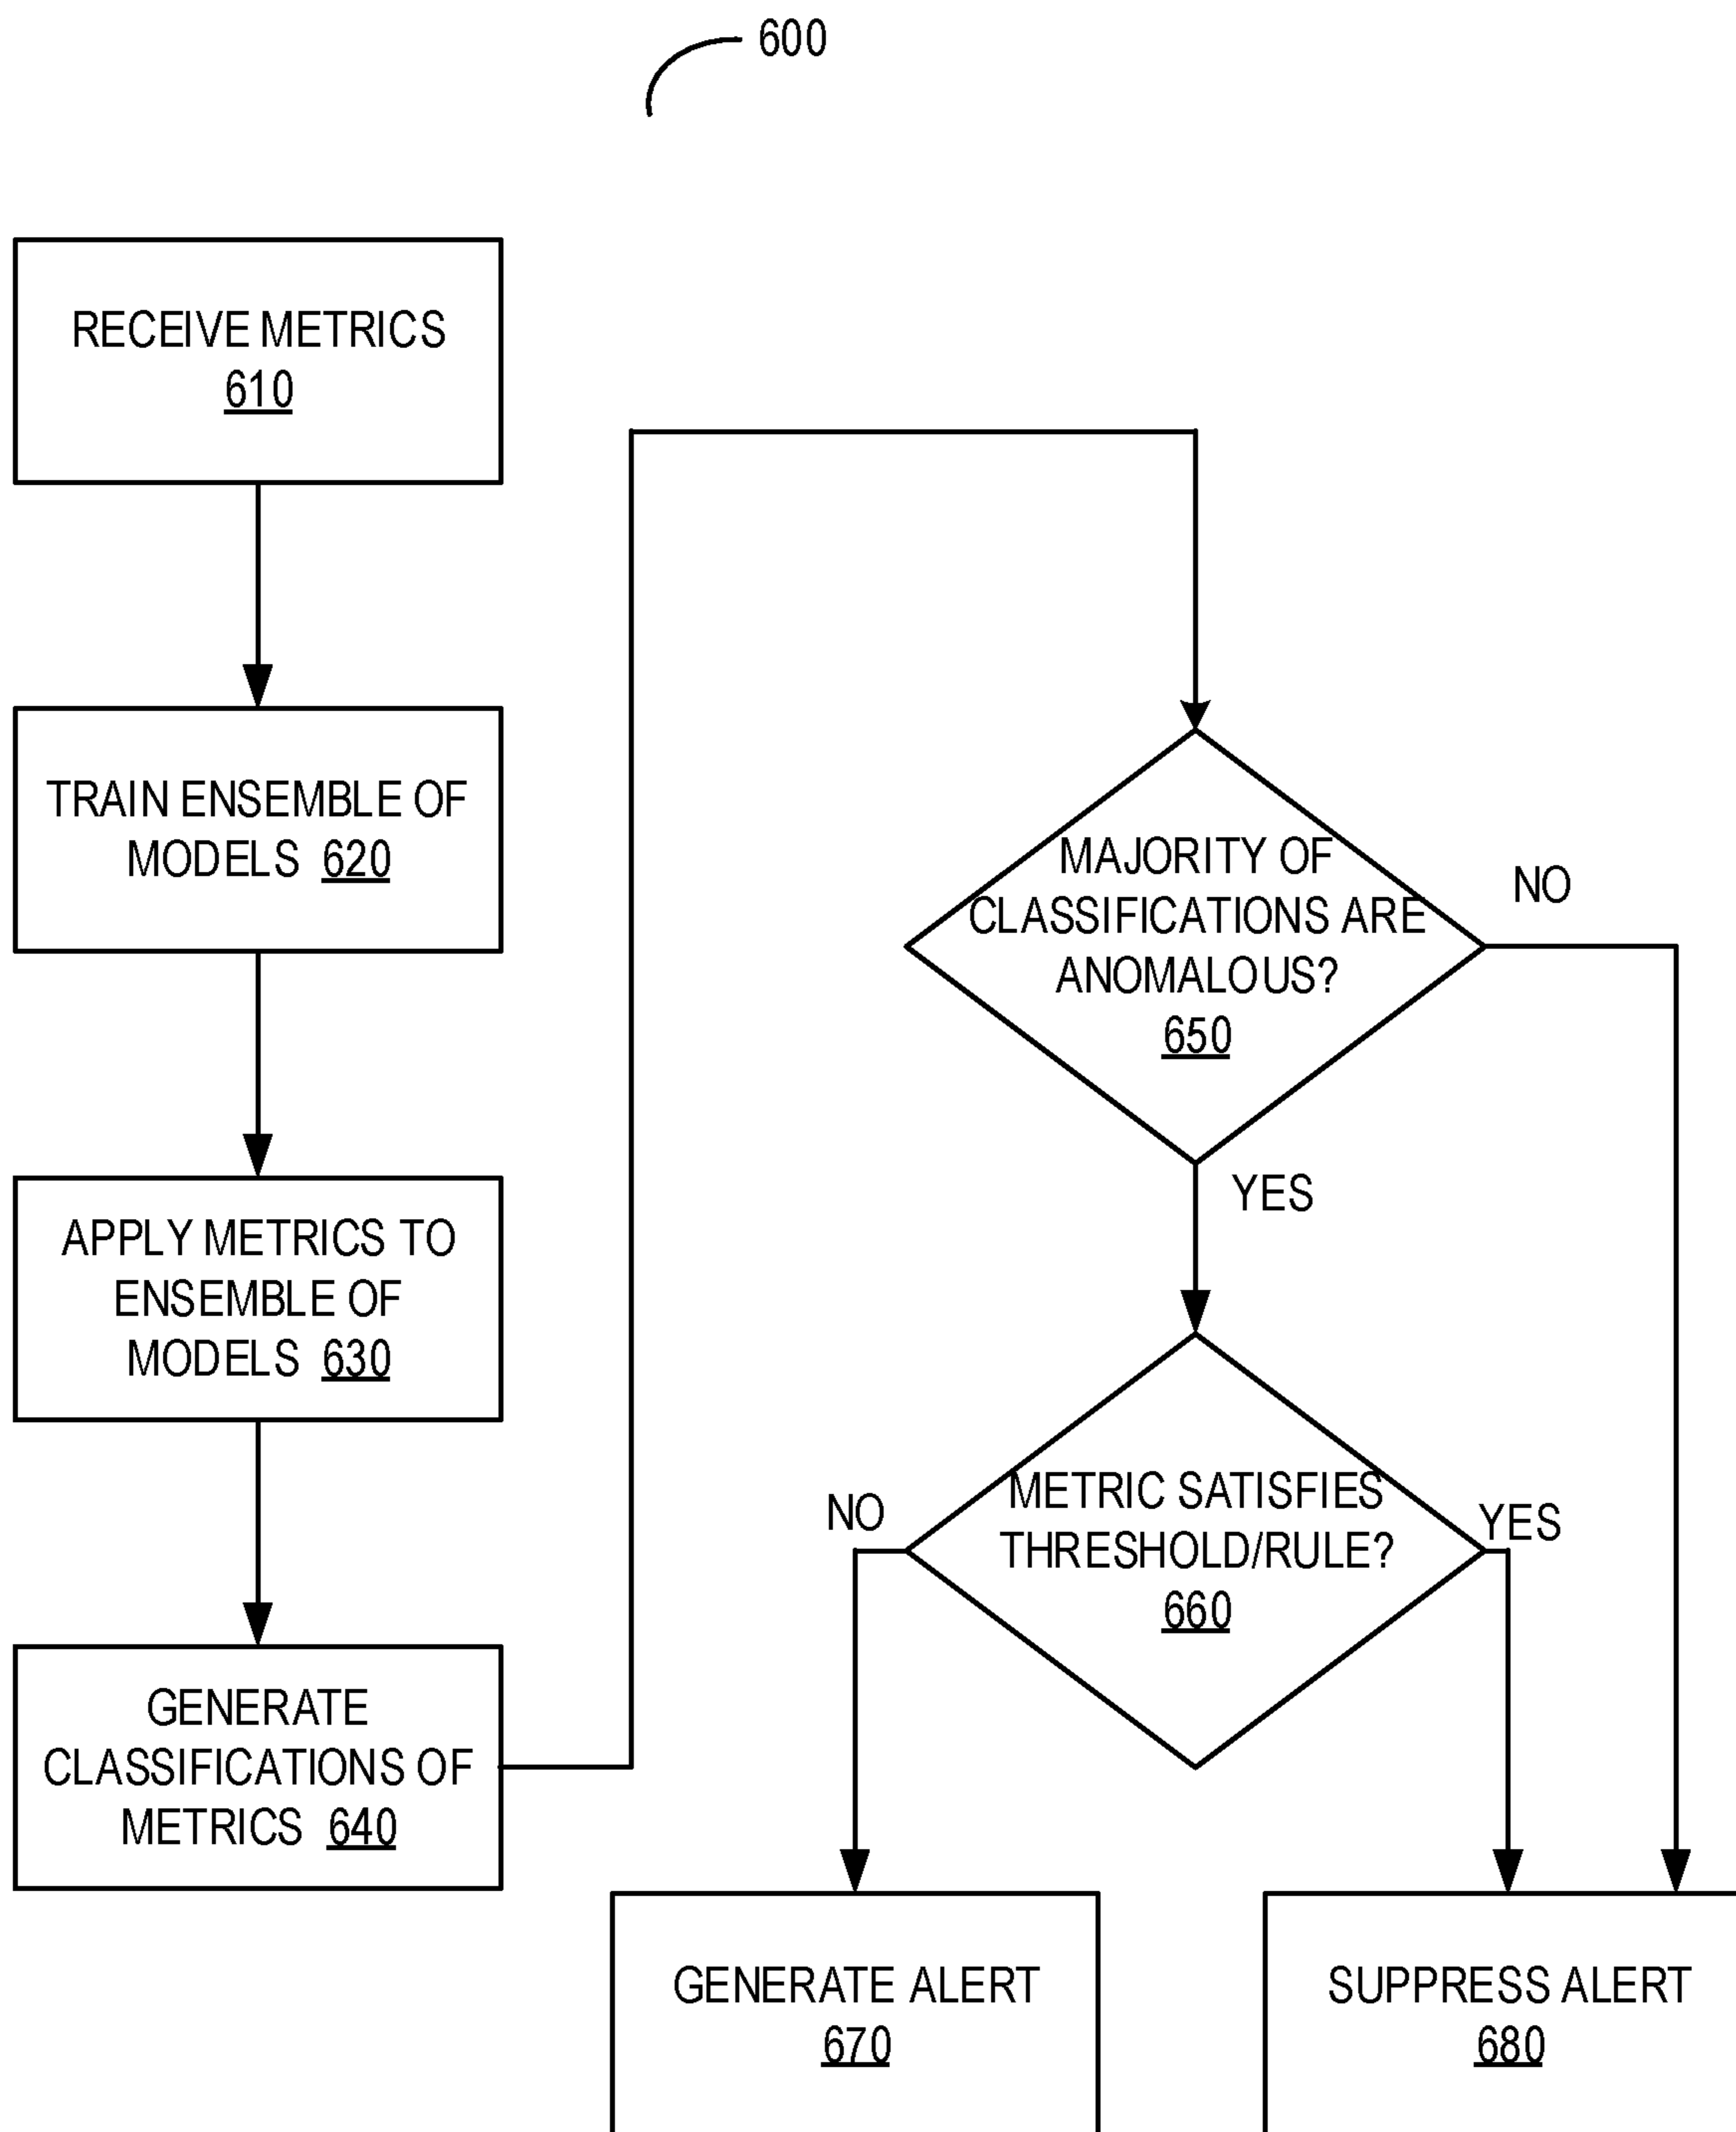 600
RECEIVE METRICS
610
TRAIN ENSEMBLE OF
MODELS 620
APPLY METRICS TO
ENSEMBLE OF
MODELS 630
GENERATE
CLASSIFICATIONS OF
METRICS 640
MAJORITY OF
CLASSIFICATIONS ARE
ANOMALOUS?
650
NO
YES
METRIC SATISFIES
THRESHOLD/RULE?
660
NO
YES
GENERATE ALERT
670
SUPPRESS ALERT
680